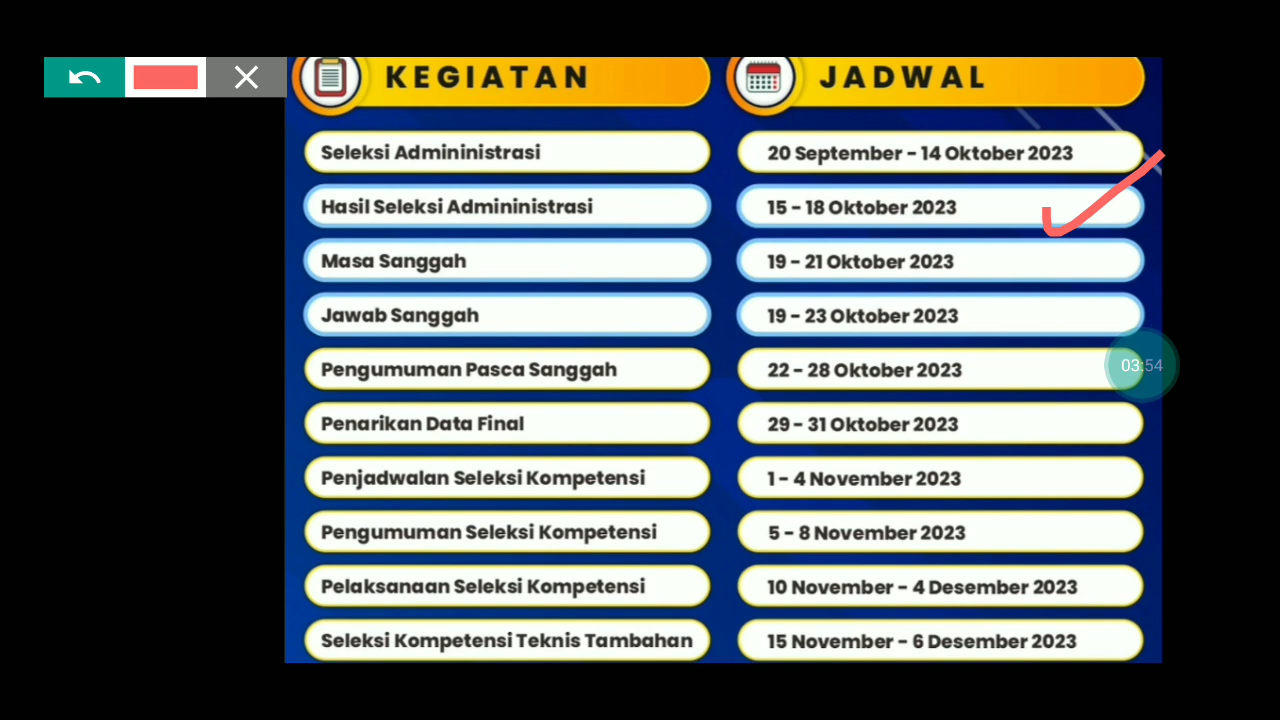 KEGIATAN JADWAL
Seleksi Admininistrasi 20 September - 14 Oktober 2023
Hasil Seleksi Admininistrasi 15 - 18 Oktober 2023
Masa Sanggah 19 - 21 Oktober 2023
Jawab Sanggah 19 - 23 Oktober 2023
Pengumuman Pasca Sanggah 22 - 28 Oktober 2023
03:54
Penarikan Data Final 29 - 31 Oktober 2023
Penjadwalan Seleksi Kompetensi 1 - 4 November 2023
Pengumuman Seleksi Kompetensi 5 - 8 November 2023
Pelaksanaan Seleksi Kompetensi 10 November - 4 Desember 2023
Seleksi Kompetensi Teknis Tambahan 15 November - 6 Desember 2023